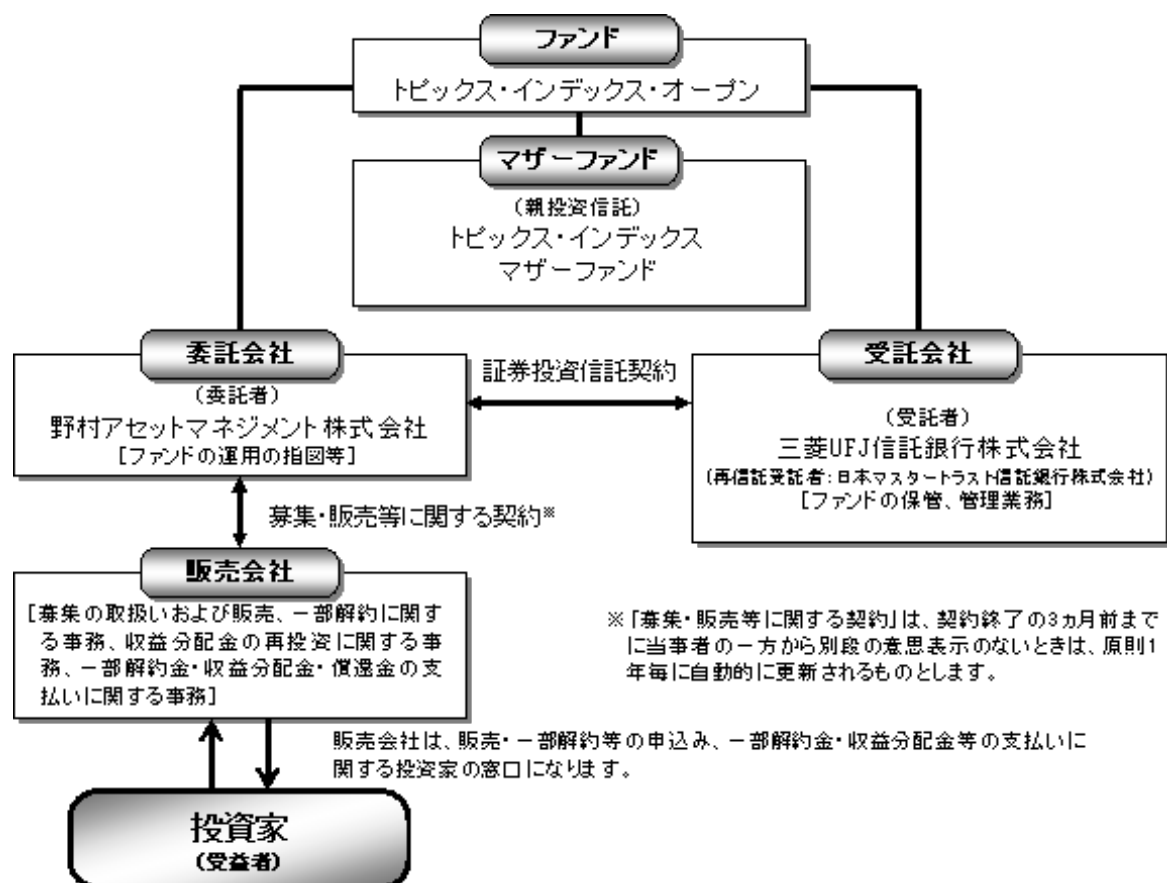 ファンド
トピックス・インデックス・オープン
マザーファンド
(親投資信託)
トピックス・インデックス
マザーファンド
委託会社
(委託者)
野村アセットマネジメント株式会社
[ファンドの運用の指図等]
証券投資信託契約
受託会社
(受託者)
三菱UFJ信託銀行株式会社
(再信託受託者:日本マスタートラスト信託銀行株式会社)
[ファンドの保管、管理業務]
募集・販売等に関する契約※
販売会社
[募集の取扱いおよび販売、一部解約に関す
る事務、収益分配金の再投資に関する事
務、一部解約金・収益分配金・償還金の支
払いに関する事務]
※「募集・販売等に関する契約」は、契約終了の3ヵ月前まで
に当事者の一方から別段の意思表示のないときは、原則1
年毎に自動的に更新されるものとします。
販売会社は、販売・一部解約等の申込み、一部解約金・収益分配金等の支払いに
関する投資家の窓口になります。
投資家
(受益者)